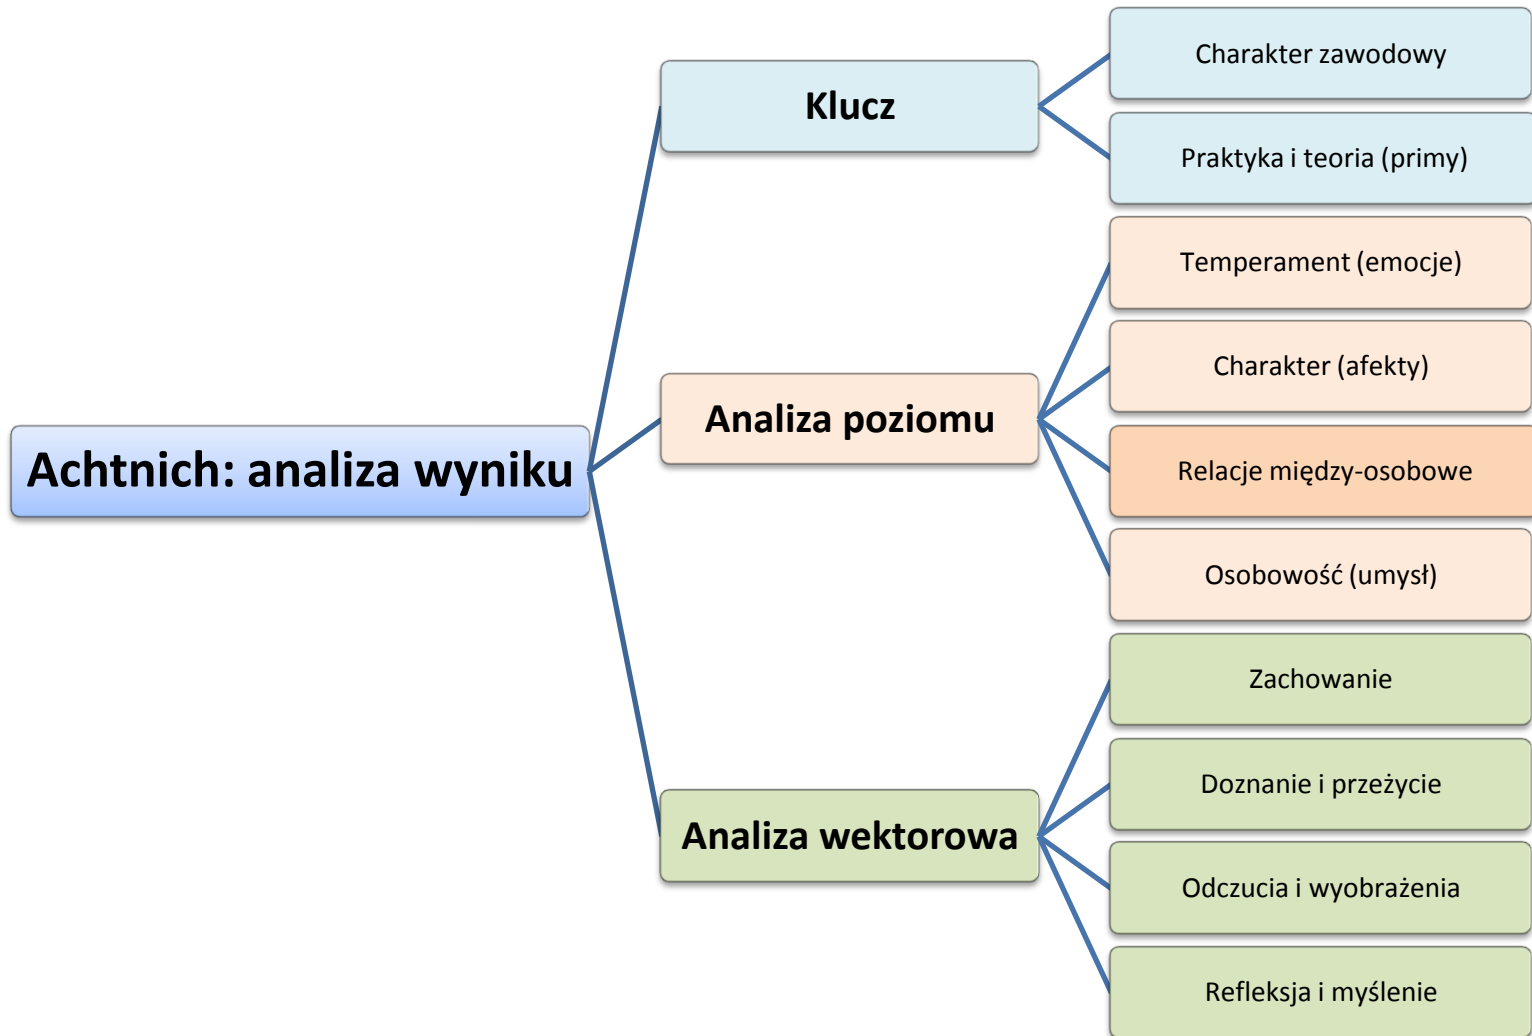 Achtnich: analiza wyniku
Klucz
Charakter zawodowy
Praktyka i teoria (primy)
Analiza poziomu
Temperament (emocje)
Charakter (afekty)
Relacje między-osobowe
Osobowość (umysł)
Analiza wektorowa
Zachowanie
Doznanie i przeżycie
Odczucia i wyobrażenia
Refleksja i myślenie